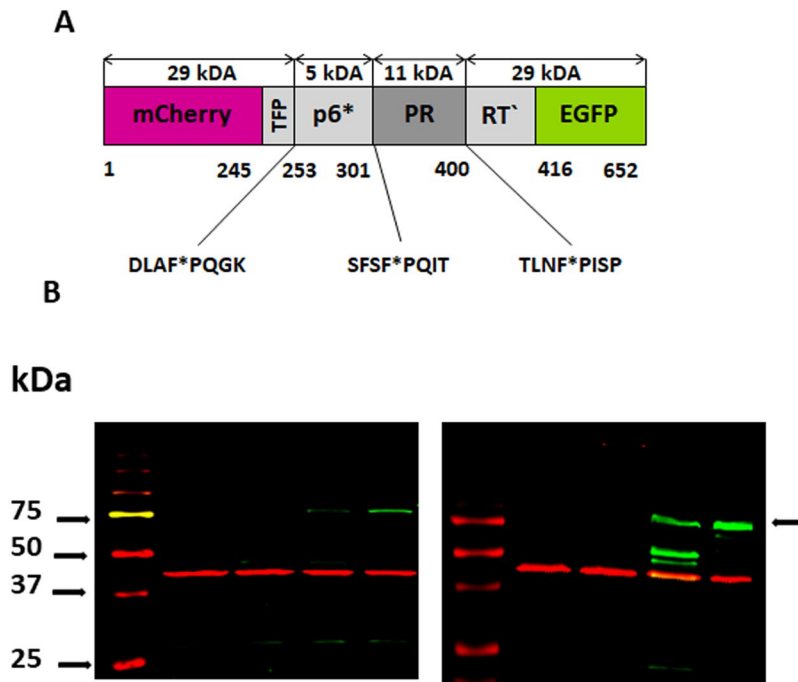 A
29 kDA 5 kDA 11 kDA 29 kDA
mCherry TFP p6* PR RT` EGFP
1 245 253 301 400 416 652
DLAF*PQGK SFSF*PQIT TLNF*PISP
B
kDa
75
50
37
25